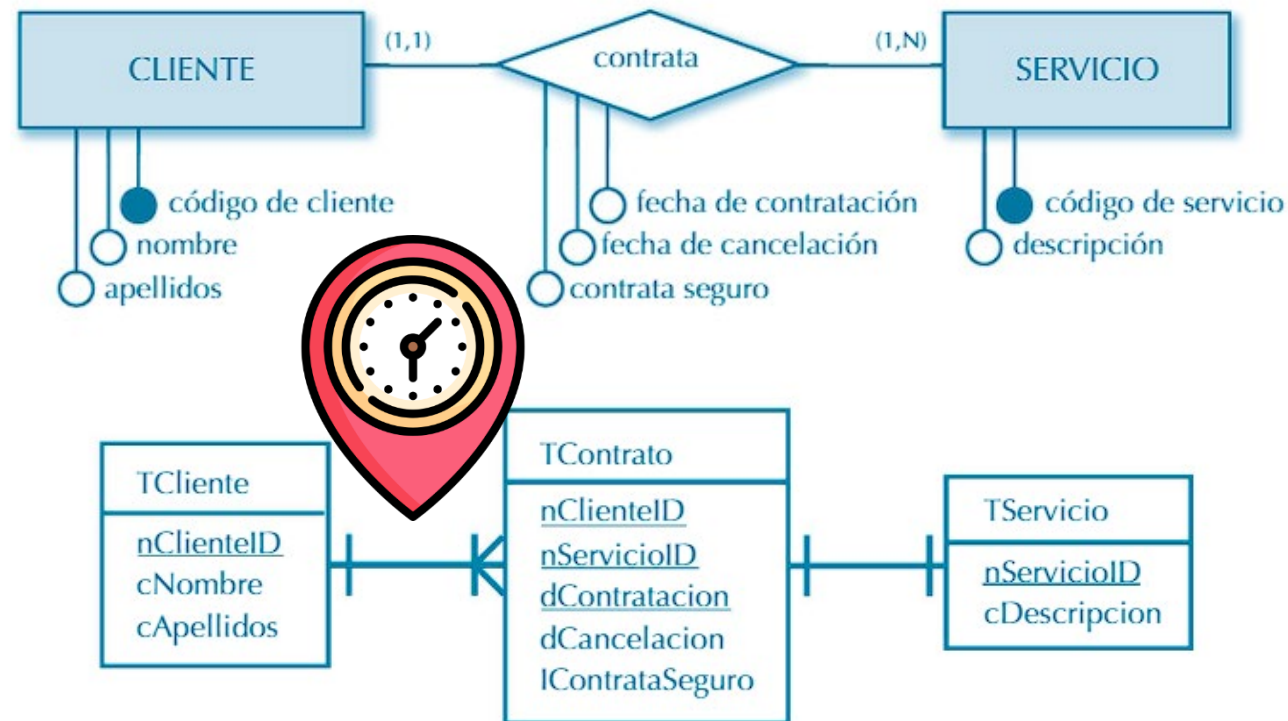 CLIENTE
(1,1)
contrata
(1,N)
SERVICIO
código de cliente
nombre
apellidos
fecha de contratación
fecha de cancelación
contrata seguro
código de servicio
descripción
TCliente
nClienteID
cNombre
cApellidos
TContrato
nClienteID
nServicioID
dContratacion
dCancelacion
lContrataSeguro
TServicio
nServicioID
cDescripcion